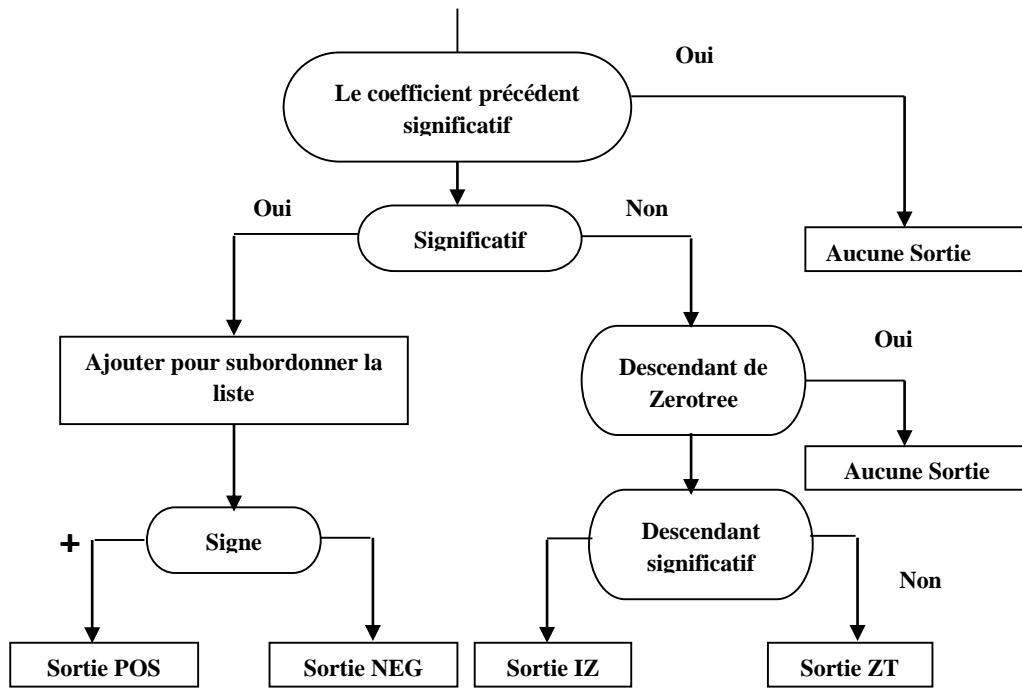 Oui
Le coefficient précédent
significatif
Oui
Non
Significatif
Aucune Sortie
Ajouter pour subordonner la
liste
Descendant de
Zerotree
Oui
Aucune Sortie
+
Signe
Descendant
significatif
Non
Sortie POS
Sortie NEG
Sortie IZ
Sortie ZT